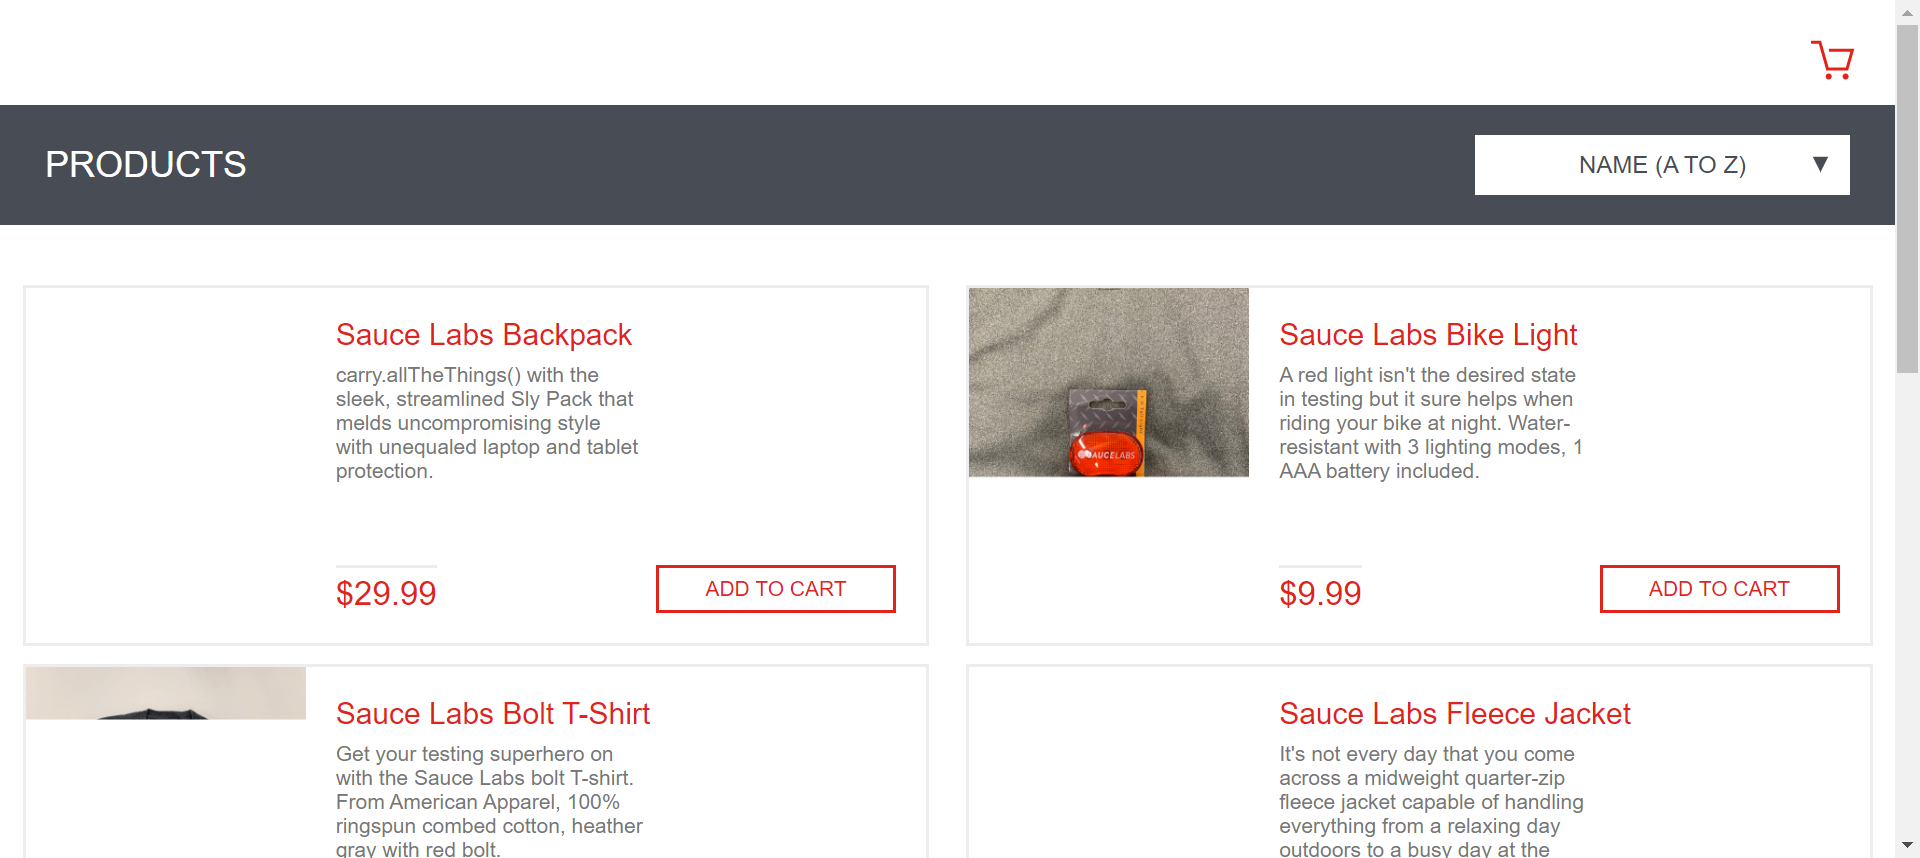 PRODUCTS
NAME (A TO Z)
Sauce Labs Backpack
carry.allTheThings() with the
sleek, streamlined Sly Pack that
melds uncompromising style
with unequaled laptop and tablet
protection.
$29.99
ADD TO CART
SAUCELABS
Sauce Labs Bike Light
A red light isn't the desired state
in testing but it sure helps when
riding your bike at night. Water-
resistant with 3 lighting modes, 1
AAA battery included.
$9.99
ADD TO CART
Sauce Labs Bolt T-Shirt
Get your testing superhero on
with the Sauce Labs bolt T-shirt.
From American Apparel, 100%
ringspun combed cotton, heather
gray with red bolt.
Sauce Labs Fleece Jacket
It's not every day that you come
across a midweight quarter-zip
fleece jacket capable of handling
everything from a relaxing day
outdoors to a busy day at the